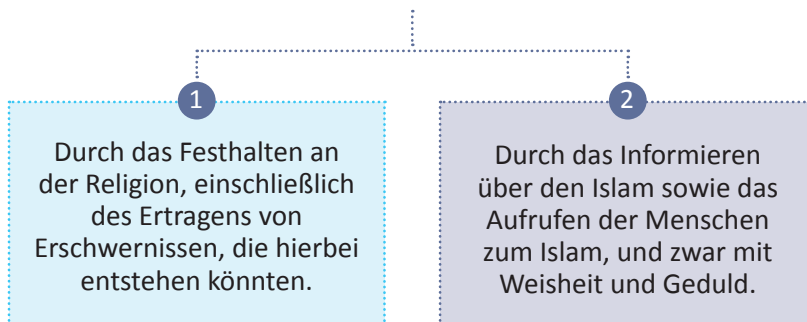 1
Durch das Festhalten an
der Religion, einschließlich
des Ertragens von
Erschwernissen, die hierbei
entstehen könnten.
2
Durch das Informieren
über den Islam sowie das
Aufrufen der Menschen
zum Islam, und zwar mit
Weisheit und Geduld.